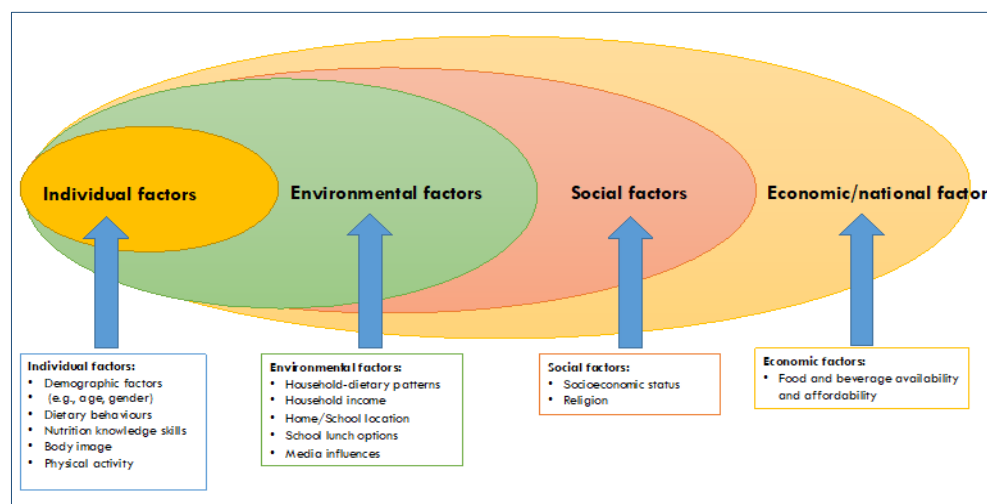 Individual factors
Environmental factors
Social factors
Economic/national factor
Individual factors:
• Demographic factors
• (e.g., age, gender)
• Dietary behaviours
• Nutrition knowledge skills
• Body image
• Physical activity
Environmental factors:
• Household-dietary patterns
• Household income
• Home/School location
• School lunch options
• Media influences
Social factors:
• Socioeconomic status
• Religion
Economic factors:
• Food and beverage availability
and affordability